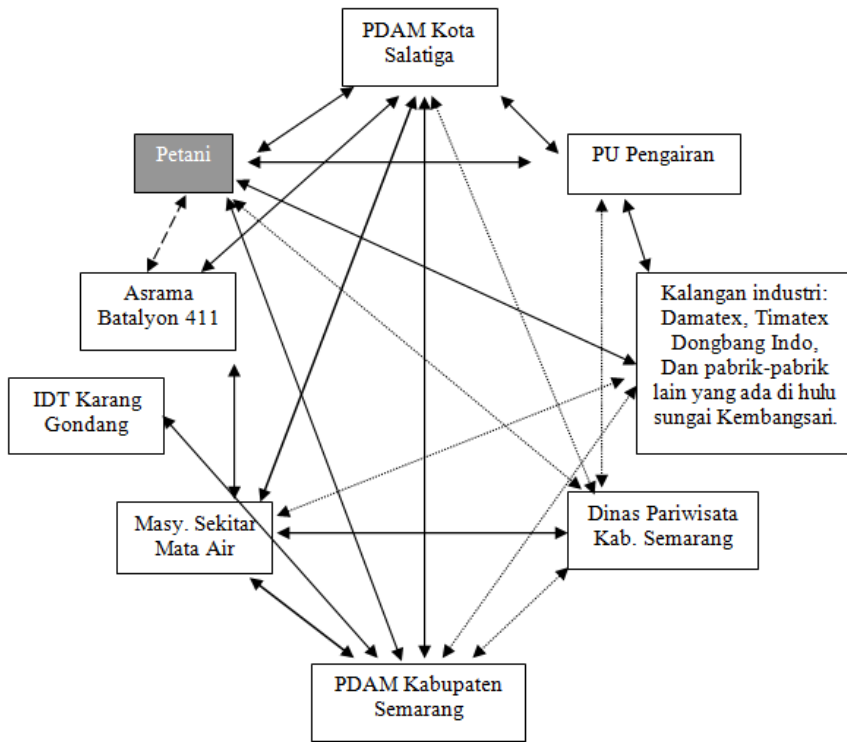 PDAM Kota
Salatiga
Petani
PU Pengairan
Asrama
Batalyon 411
Kalangan industri:
Damatex, Timatex
Dongbang Indo,
Dan pabrik-pabrik
lain yang ada di hulu
sungai Kembangsari.
IDT Karang
Gondang
Masy. Sekitar
Mata Air
Dinas Pariwisata
Kab. Semarang
PDAM Kabupaten
Semarang